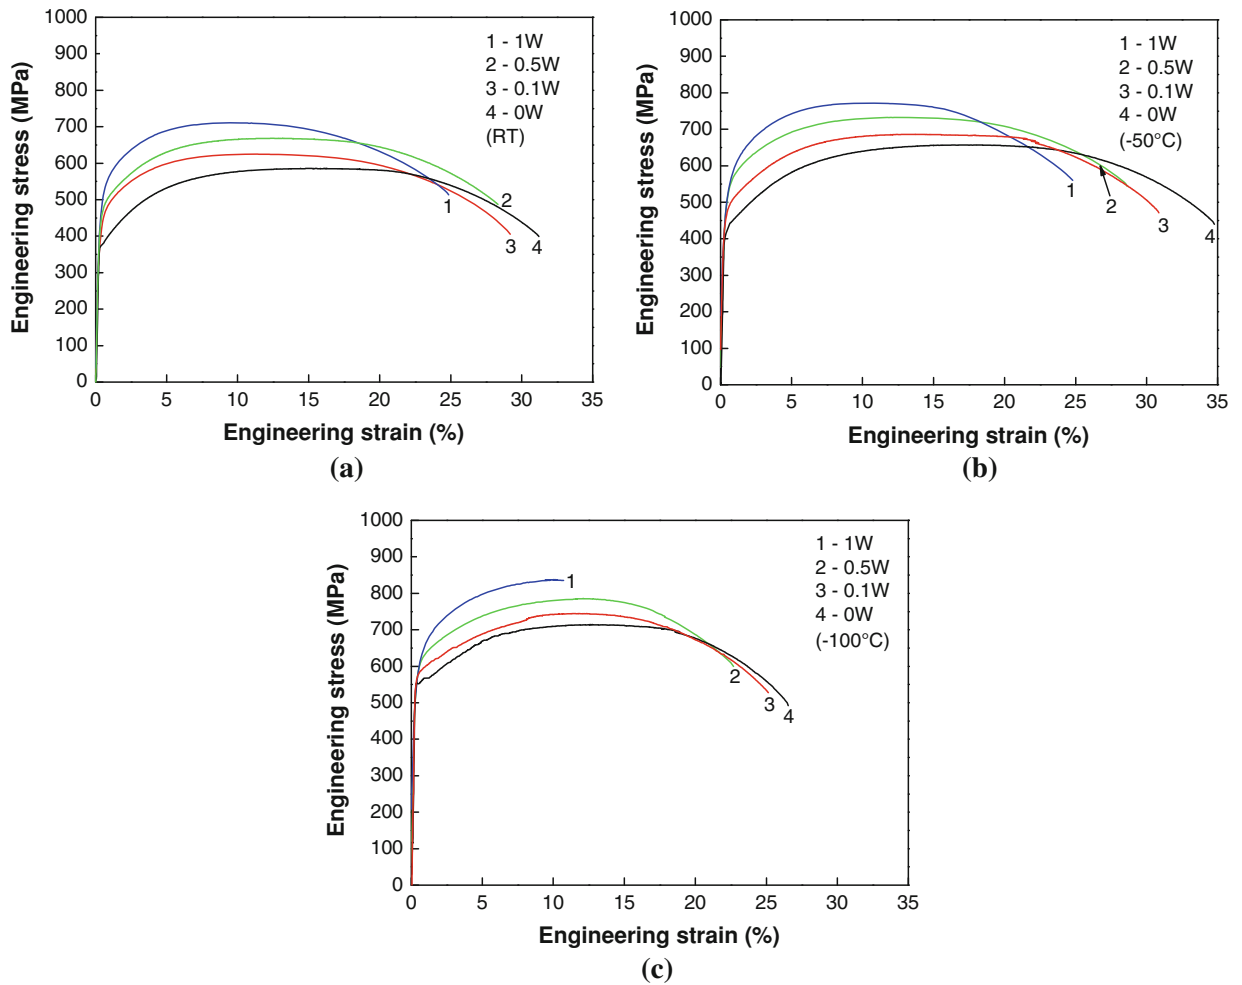 1000
900
800
700
600
500
400
300
200
100
0
Engineering stress (MPa)
1 - 1W
2 - 0.5W
3 - 0.1W
4 - 0W
(RT)
1
2
3
4
0 5 10 15 20 25 30 35
Engineering strain (%)
(a)
1000
900
800
700
600
500
400
300
200
100
0
Engineering stress (MPa)
1 - 1W
2 - 0.5W
3 - 0.1W
4 - 0W
(-50°C)
1
2
3
4
0 5 10 15 20 25 30 35
Engineering strain (%)
(b)
1000
900
800
700
600
500
400
300
200
100
0
Engineering stress (MPa)
1 - 1W
2 - 0.5W
3 - 0.1W
4 - 0W
(-100°C)
1
2
3
4
0 5 10 15 20 25 30 35
Engineering strain (%)
(c)